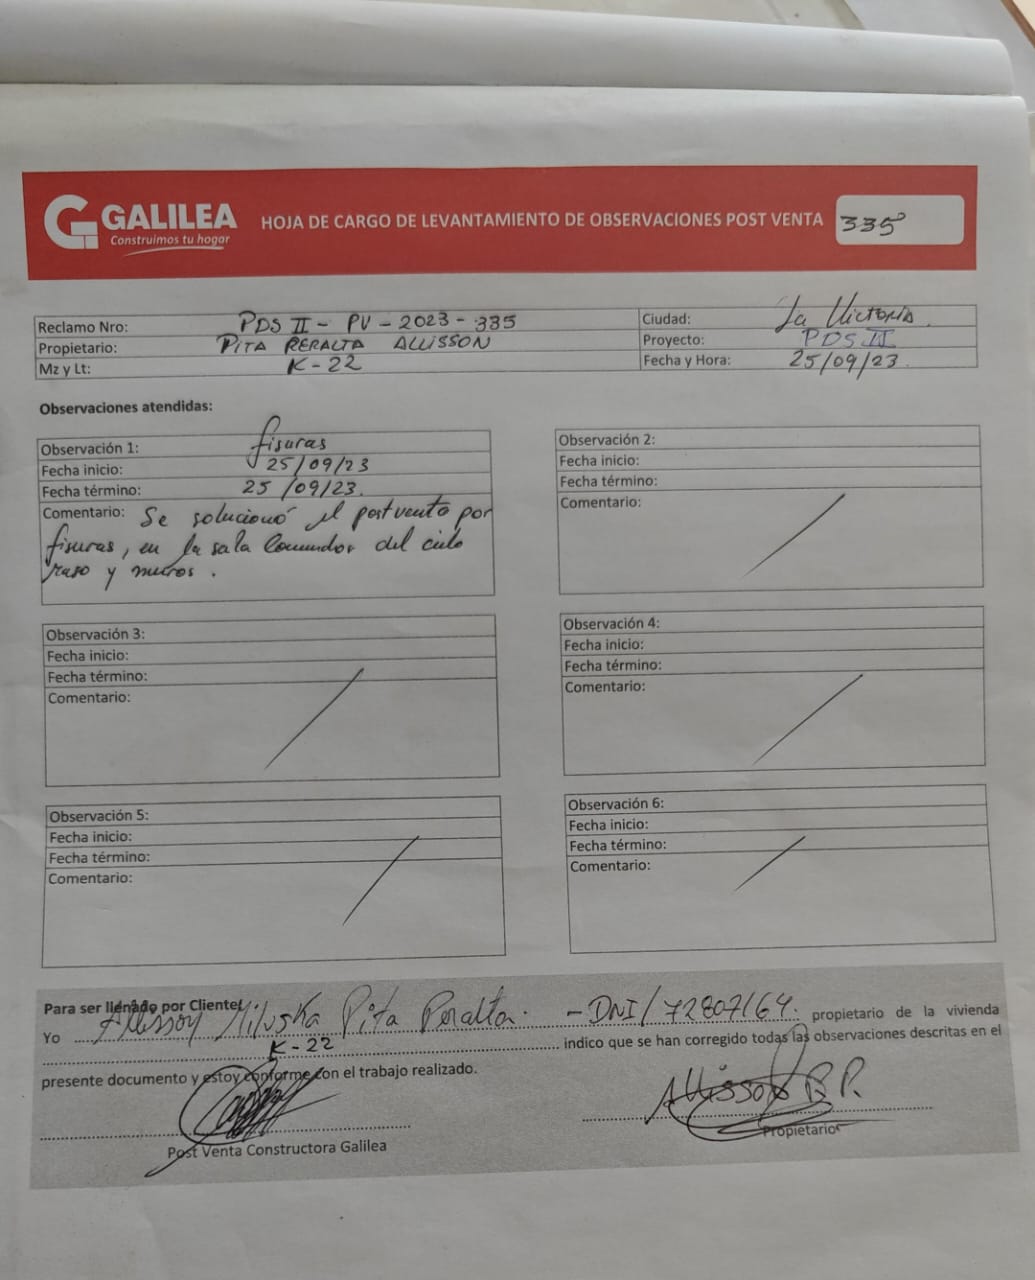 GALILEA
Construimos tu hogar
HOJA DE CARGO DE LEVANTAMIENTO DE OBSERVACIONES POST VENTA
335
Reclamo Nro: PDS II - PV - 2023 - 335
Ciudad: La Victoria.
Propietario: PITA PERALTA ALLISSON
Proyecto: PDS II
Mz y Lt: K-22
Fecha y Hora: 25/09/23.
Observaciones atendidas:
Observación 1: fisuras
Fecha inicio: 25/09/23
Fecha término: 25/09/23.
Comentario: Se solucionó el postventa por
fisuras, en la sala Comedor del cielo
raso y muros.
Observación 2:
Fecha inicio:
Fecha término:
Comentario:
Observación 3:
Fecha inicio:
Fecha término:
Comentario:
Observación 4:
Fecha inicio:
Fecha término:
Comentario:
Observación 5:
Fecha inicio:
Fecha término:
Comentario:
Observación 6:
Fecha inicio:
Fecha término:
Comentario:
Para ser llenado por Cliente
Yo Allisson Miluska Pita Peralta. - DNI/72807164. propietario de la vivienda
K-22 indico que se han corregido todas las observaciones descritas en el
presente documento y estoy conforme con el trabajo realizado.
Allisson P.P.
Post Venta Constructora Galilea
Propietario